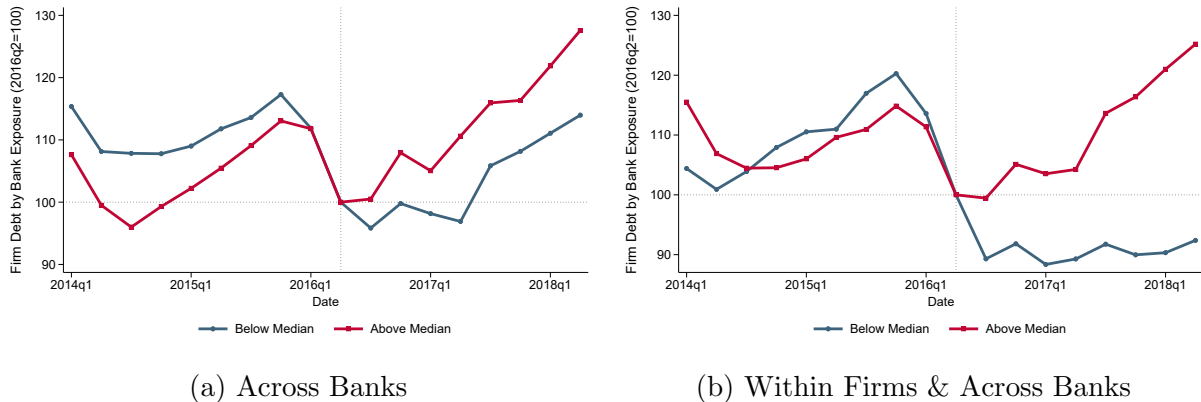 Firm Debt by Bank Exposure (2016q2=100)
130
120
110
100
90
2014q1
2015q1
2016q1
2017q1
2018q1
Date
Below Median
Above Median
(a) Across Banks
Firm Debt by Bank Exposure (2016q2=100)
130
120
110
100
90
2014q1
2015q1
2016q1
2017q1
2018q1
Date
Below Median
Above Median
(b) Within Firms & Across Banks